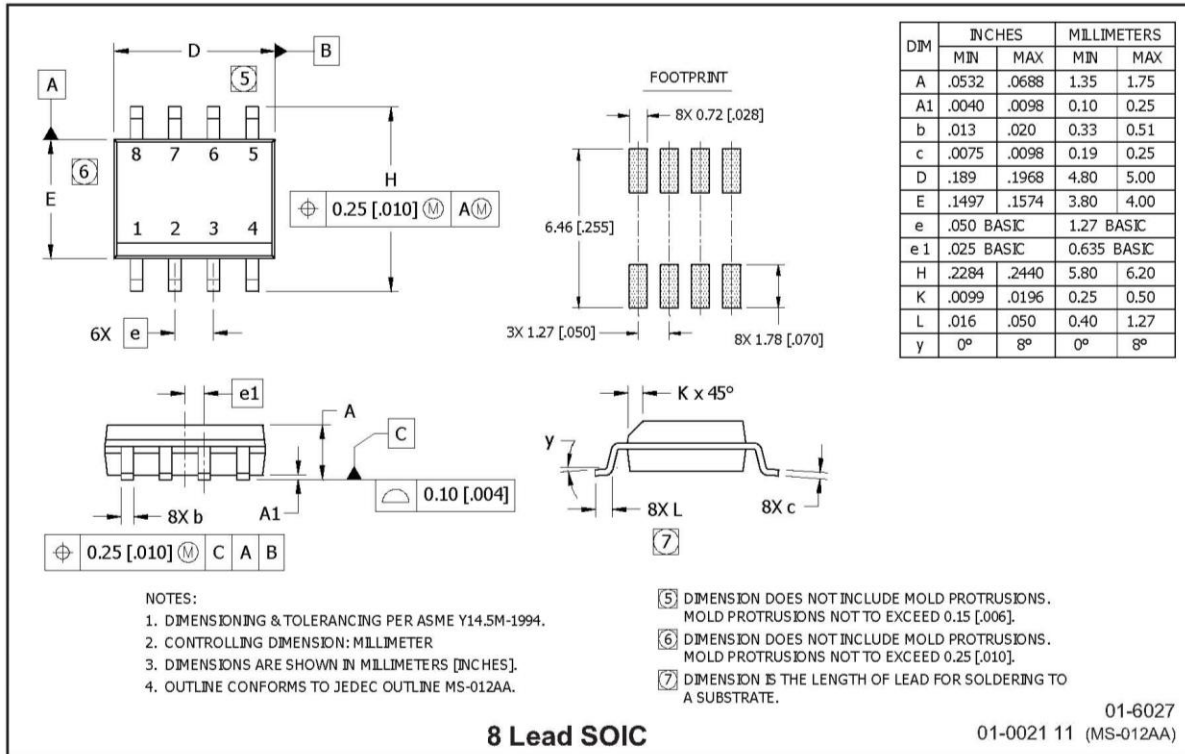 D
B
5
A
8 7 6 5
6
E
H
⌖ 0.25 [.010] Ⓜ AⓂ
1 2 3 4
6X e
FOOTPRINT
8X 0.72 [.028]
6.46 [.255]
3X 1.27 [.050]
8X 1.78 [.070]
DIM INCHES MILLIMETERS
MIN MAX MIN MAX
A .0532 .0688 1.35 1.75
A1 .0040 .0098 0.10 0.25
b .013 .020 0.33 0.51
c .0075 .0098 0.19 0.25
D .189 .1968 4.80 5.00
E .1497 .1574 3.80 4.00
e .050 BASIC 1.27 BASIC
e 1 .025 BASIC 0.635 BASIC
H .2284 .2440 5.80 6.20
K .0099 .0196 0.25 0.50
L .016 .050 0.40 1.27
y 0° 8° 0° 8°
e1
A
C
⌓ 0.10 [.004]
A1
8X b
⌖ 0.25 [.010] Ⓜ C A B
K x 45°
y
8X L
8X c
7
NOTES:
1. DIMENSIONING & TOLERANCING PER ASME Y14.5M-1994.
2. CONTROLLING DIMENSION: MILLIMETER
3. DIMENSIONS ARE SHOWN IN MILLIMETERS [INCHES].
4. OUTLINE CONFORMS TO JEDEC OUTLINE MS-012AA.
5 DIMENSION DOES NOT INCLUDE MOLD PROTRUSIONS.
MOLD PROTRUSIONS NOT TO EXCEED 0.15 [.006].
6 DIMENSION DOES NOT INCLUDE MOLD PROTRUSIONS.
MOLD PROTRUSIONS NOT TO EXCEED 0.25 [.010].
7 DIMENSION IS THE LENGTH OF LEAD FOR SOLDERING TO
A SUBSTRATE.
8 Lead SOIC
01-6027
01-0021 11 (MS-012AA)